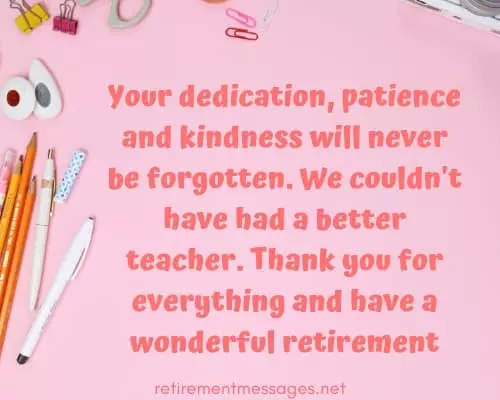 Your dedication, patience
and kindness will never
be forgotten. We couldn't
have had a better
teacher. Thank you for
everything and have a
wonderful retirement
retirementmessages.net